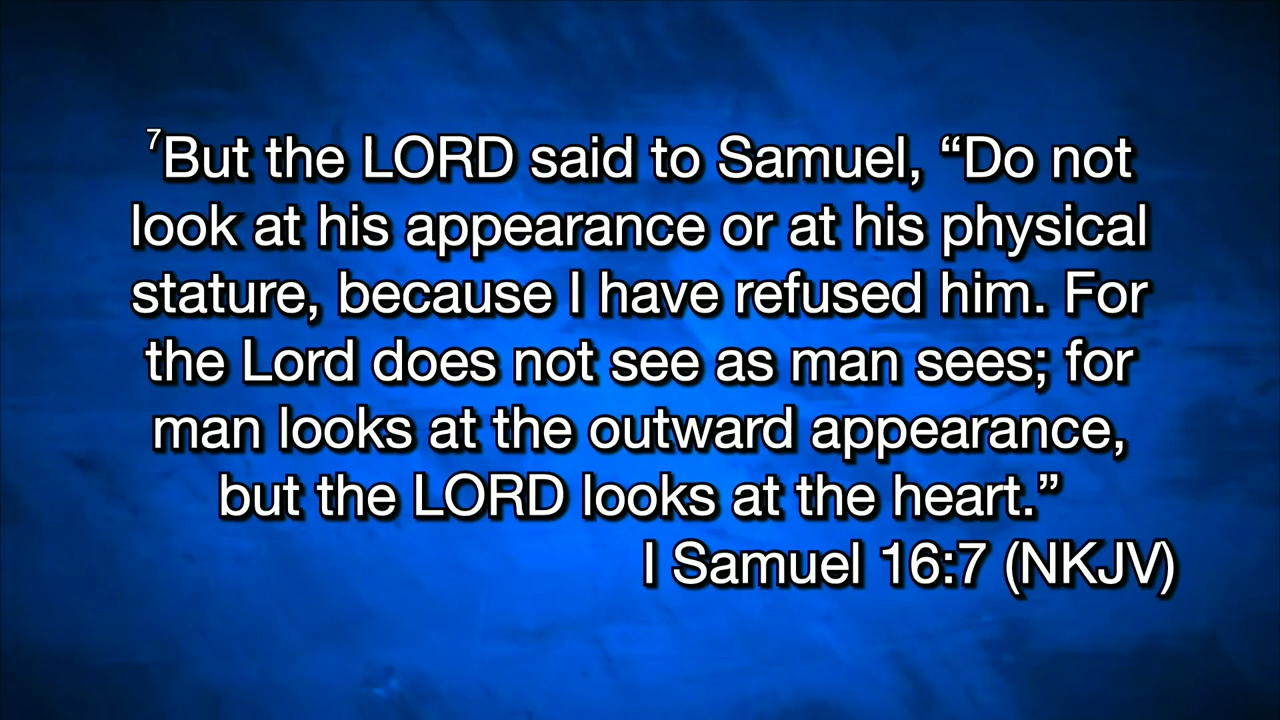 ⁷But the LORD said to Samuel, “Do not
look at his appearance or at his physical
stature, because I have refused him. For
the Lord does not see as man sees; for
man looks at the outward appearance,
but the LORD looks at the heart.”
I Samuel 16:7 (NKJV)